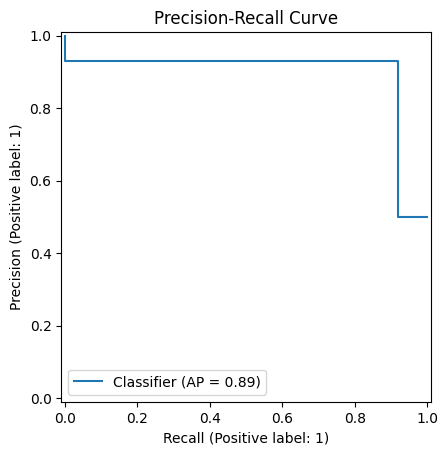 Precision-Recall Curve
1.0
0.8
0.6
0.4
0.2
0.0
Precision (Positive label: 1)
Classifier (AP = 0.89)
0.0 0.2 0.4 0.6 0.8 1.0
Recall (Positive label: 1)